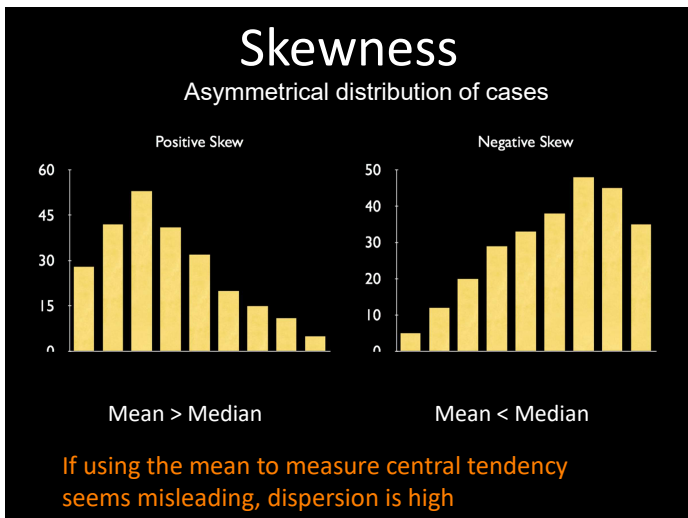 Skewness
Asymmetrical distribution of cases
Positive Skew
60
45
30
15
0
Negative Skew
50
40
30
20
10
0
Mean > Median
Mean < Median
If using the mean to measure central tendency
seems misleading, dispersion is high